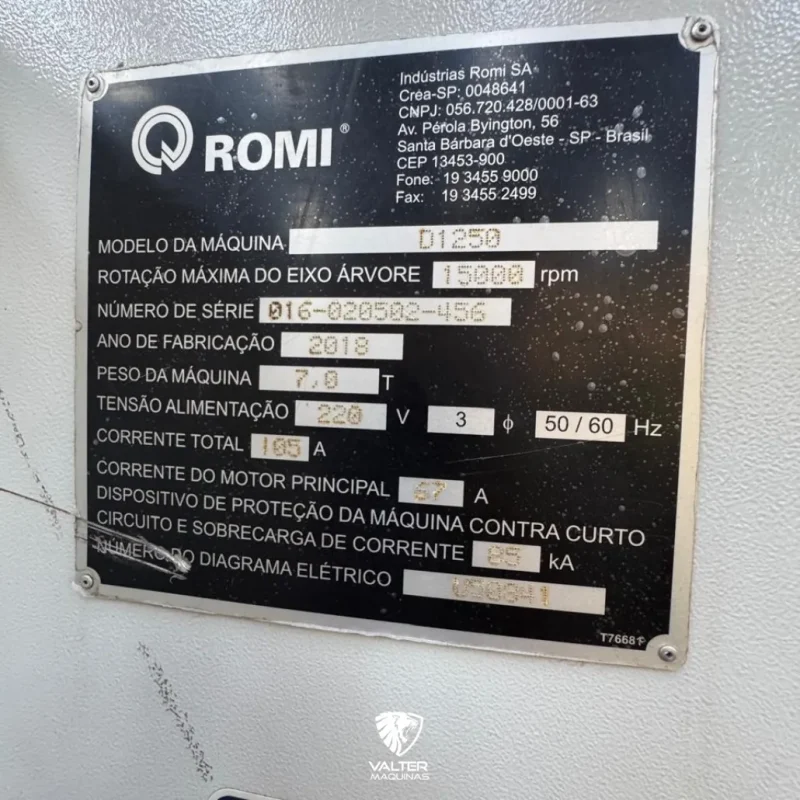 ROMI®
Indústrias Romi SA
Crea-SP: 0048641
CNPJ: 056.720.428/0001-63
Av. Pérola Byington, 56
Santa Bárbara d'Oeste - SP - Brasil
CEP 13453-900
Fone: 19 3455 9000
Fax: 19 3455 2499
MODELO DA MÁQUINA D1250
ROTAÇÃO MÁXIMA DO EIXO ÁRVORE 15000 rpm
NÚMERO DE SÉRIE 016-020502-456
ANO DE FABRICAÇÃO 2018
PESO DA MÁQUINA 7,0 T
TENSÃO ALIMENTAÇÃO 220 V 3 ϕ 50 / 60 Hz
CORRENTE TOTAL 105 A
CORRENTE DO MOTOR PRINCIPAL 67 A
DISPOSITIVO DE PROTEÇÃO DA MÁQUINA CONTRA CURTO
CIRCUITO E SOBRECARGA DE CORRENTE kA
NÚMERO DO DIAGRAMA ELÉTRICO
VALTER
MAQUINAS